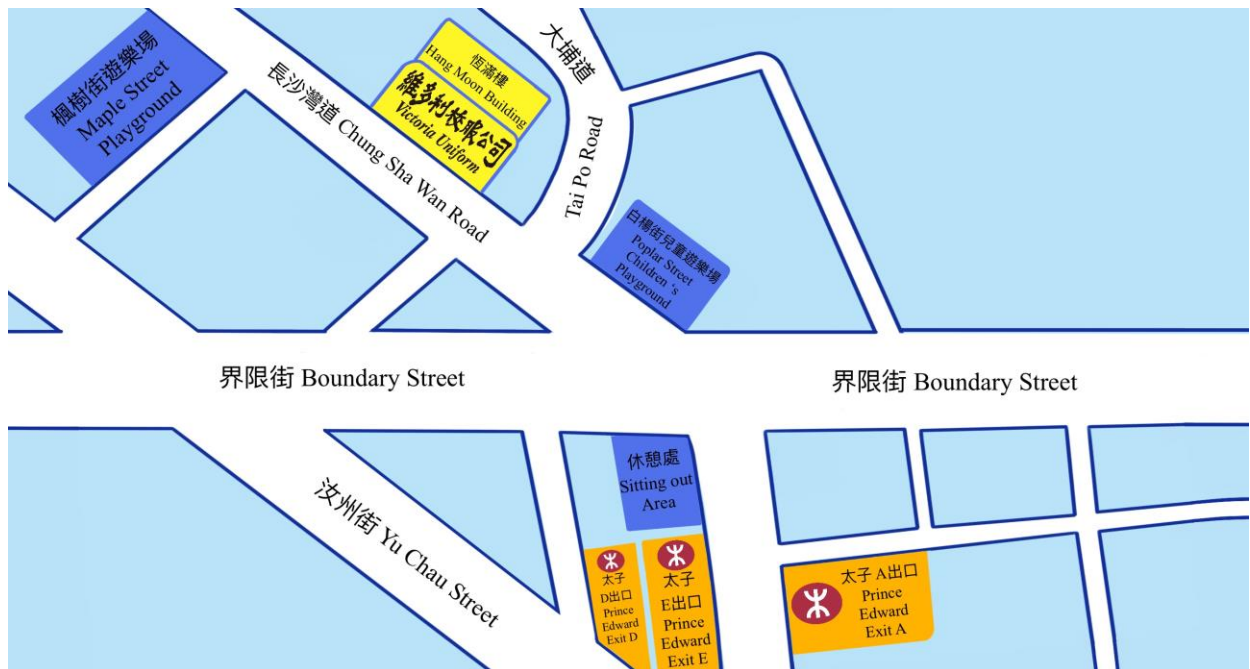 楓樹街遊樂場
Maple Street
Playground
長沙灣道 Chung Sha Wan Road
恆滿樓
Hang Moon Building
維多利校服公司
Victoria Uniform
大埔道
Tai Po Road
白楊街兒童遊樂場
Poplar Street
Children 's
Playground
界限街 Boundary Street
界限街 Boundary Street
汝州街 Yu Chau Street
休憩處
Sitting out
Area
太子
D出口
Prince
Edward
Exit D
太子
E出口
Prince
Edward
Exit E
太子 A出口
Prince
Edward
Exit A